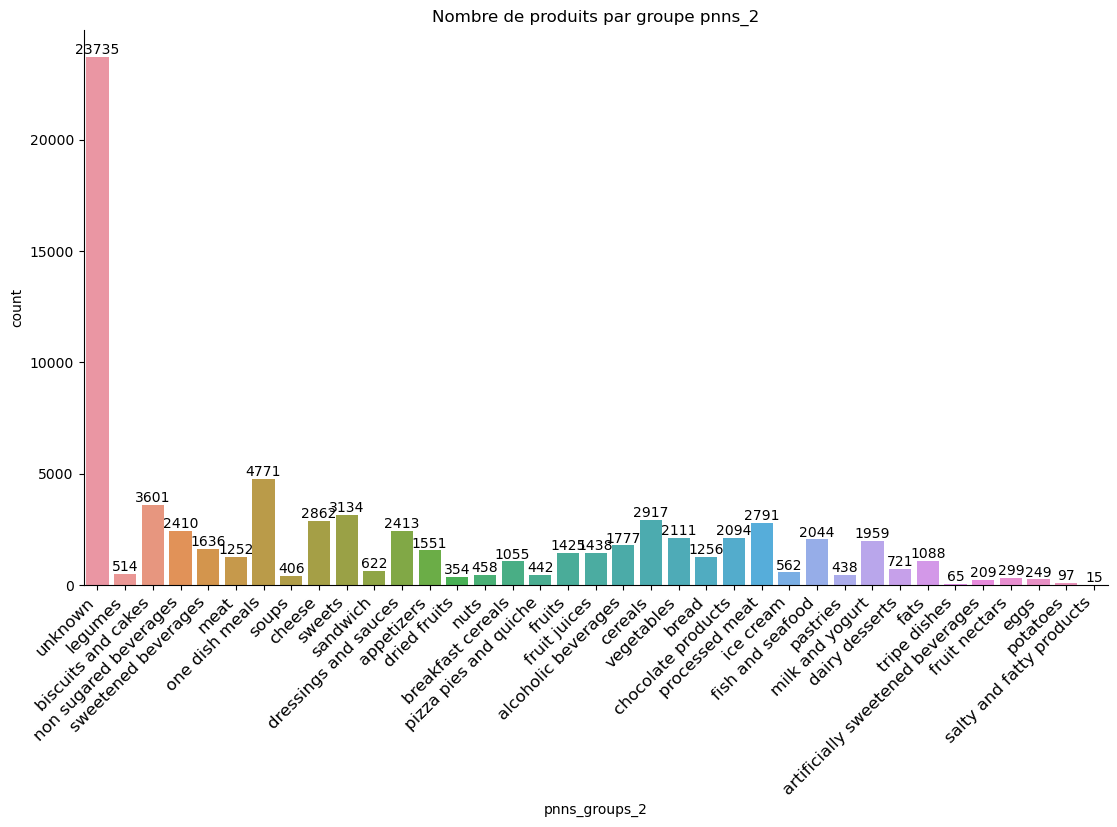 Nombre de produits par groupe pnns_2
count
20000
15000
10000
5000
0
23735
514
3601
2410
1636
1252
4771
406
2862
3134
622
2413
1551
354
458
1055
442
1425
1438
1777
2917
2111
1256
2094
2791
562
2044
438
1959
721
1088
65
209
299
249
97
15
unknown
legumes
biscuits and cakes
non sugared beverages
sweetened beverages
meat
one dish meals
soups
cheese
sweets
sandwich
dressings and sauces
appetizers
dried fruits
nuts
breakfast cereals
pizza pies and quiche
fruits
fruit juices
alcoholic beverages
cereals
vegetables
bread
chocolate products
processed meat
ice cream
fish and seafood
pastries
milk and yogurt
dairy desserts
fats
tripe dishes
artificially sweetened beverages
fruit nectars
eggs
potatoes
salty and fatty products
pnns_groups_2